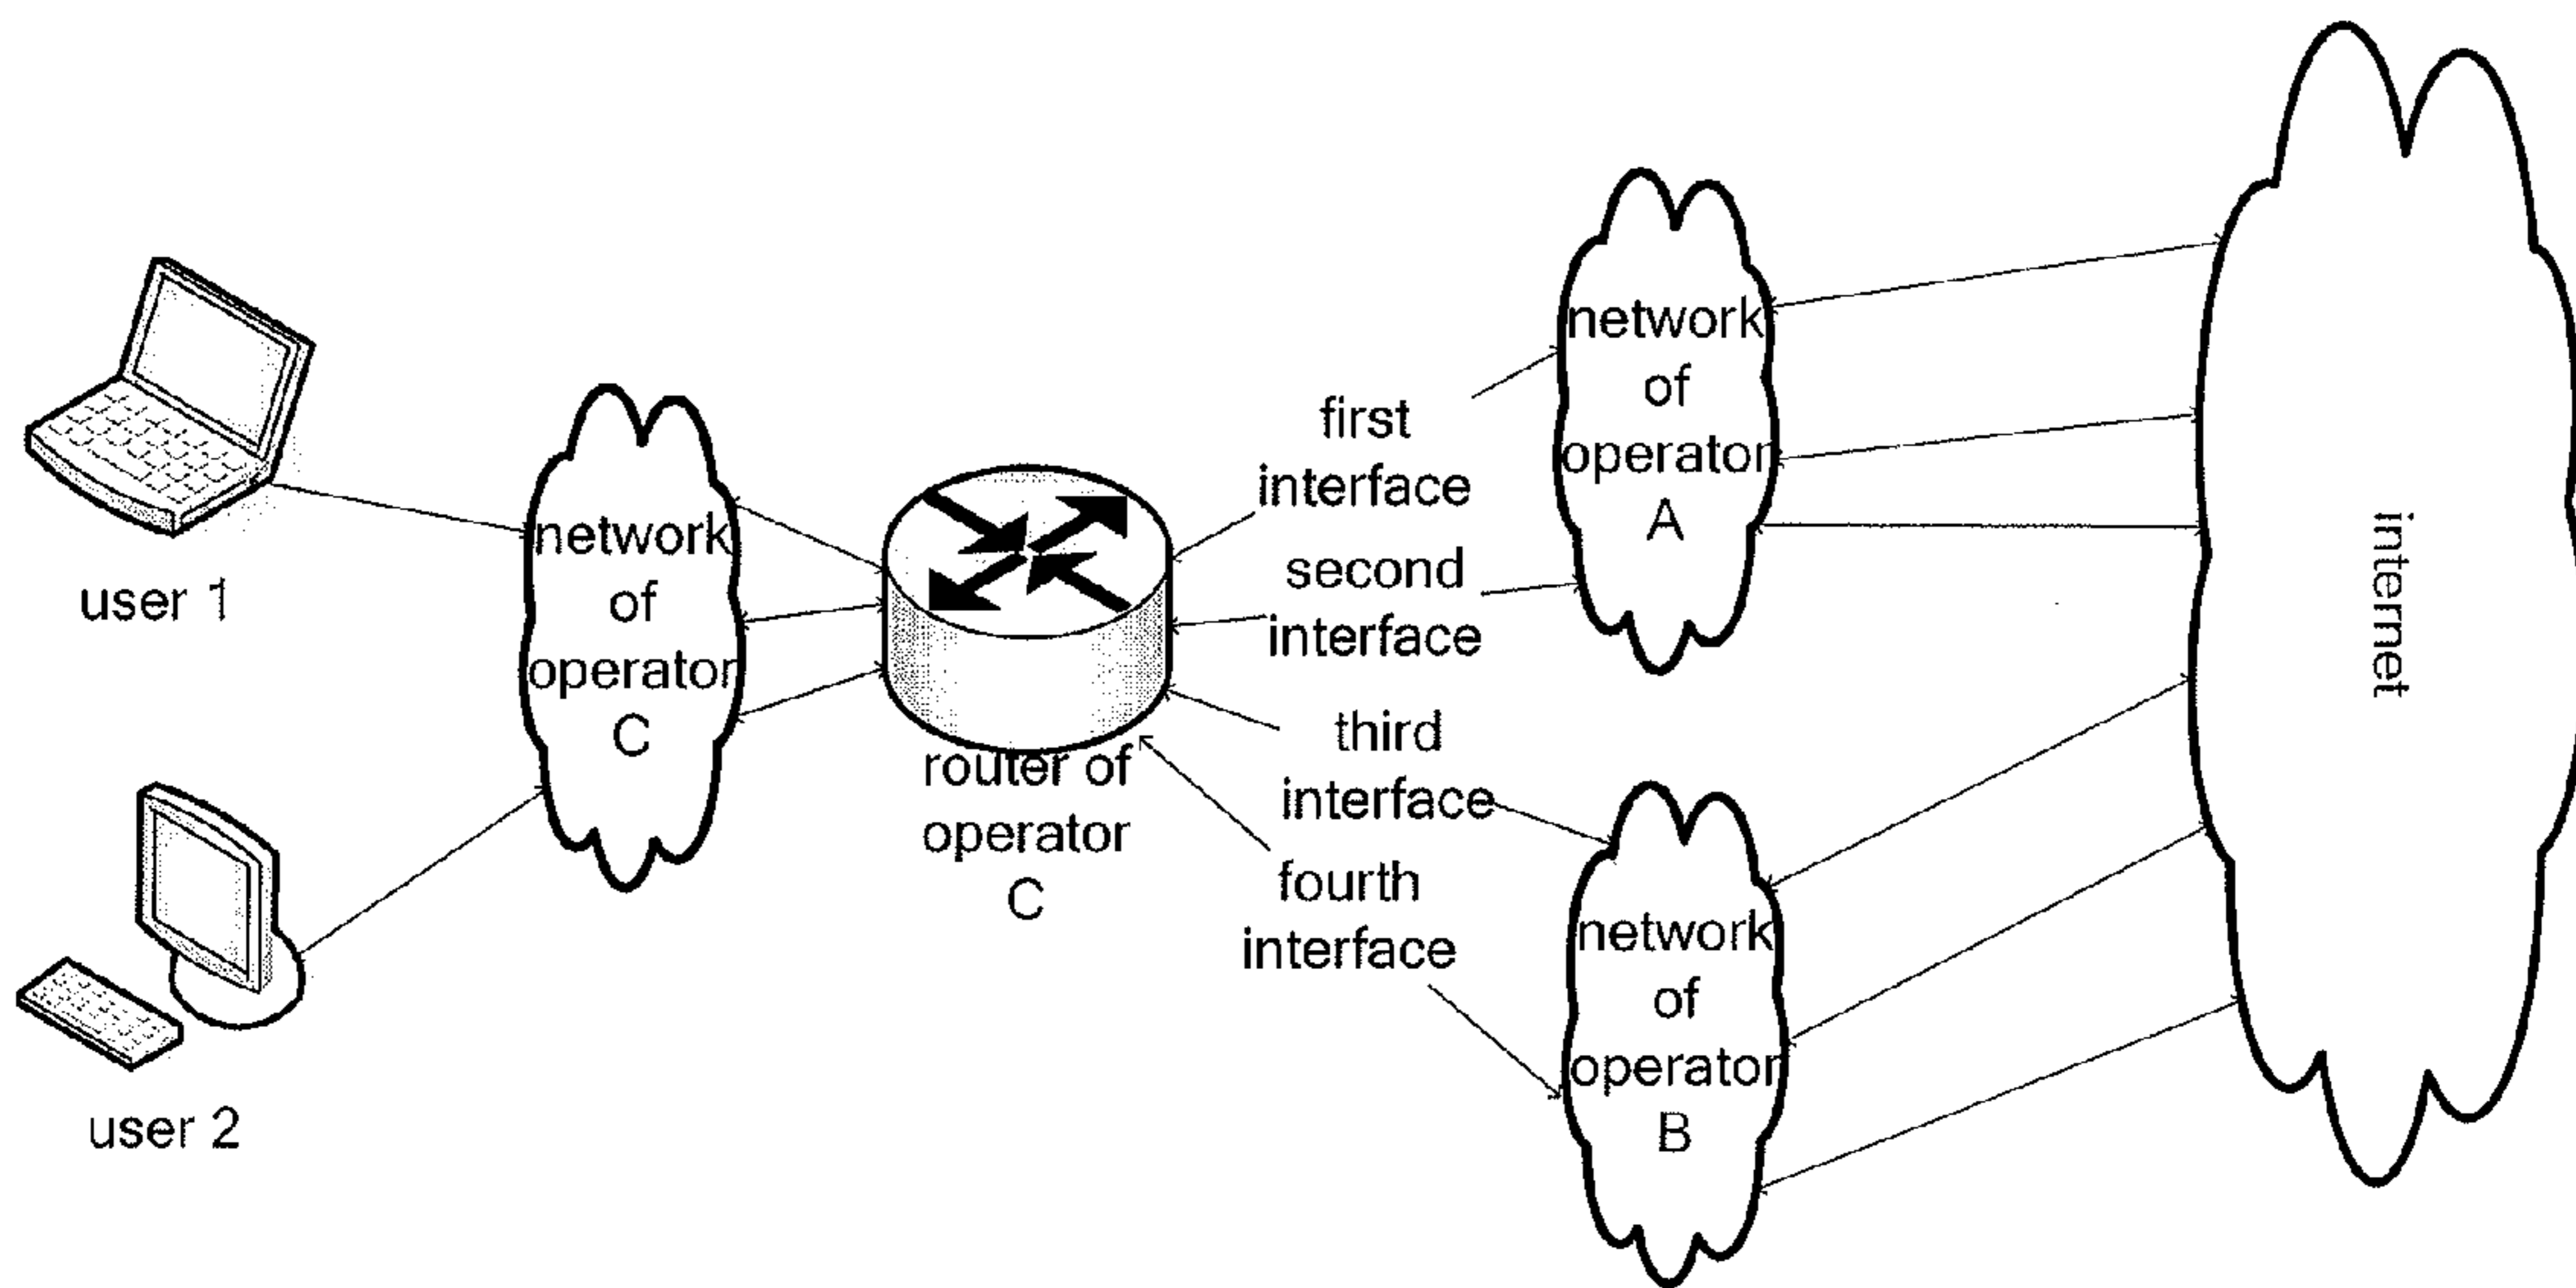 user 1
user 2
network
of
operator
C
router of
operator
C
first
interface
second
interface
third
interface
fourth
interface
network
of
operator
A
network
of
operator
B
internet